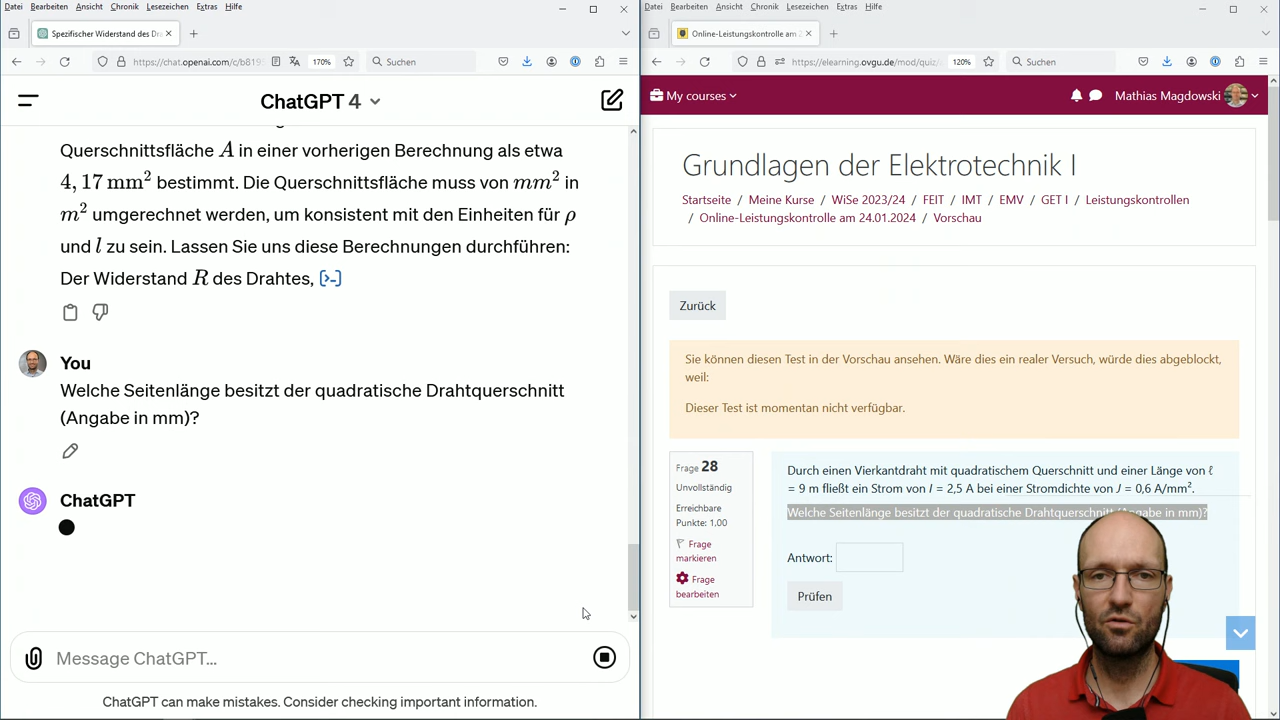 Datei Bearbeiten Ansicht Chronik Lesezeichen Extras Hilfe
Spezifischer Widerstand des Dra
https://chat.openai.com/c/b819 170% Suchen
ChatGPT 4
Querschnittsfläche A in einer vorherigen Berechnung als etwa
4, 17 mm² bestimmt. Die Querschnittsfläche muss von mm² in
m² umgerechnet werden, um konsistent mit den Einheiten für ρ
und l zu sein. Lassen Sie uns diese Berechnungen durchführen:
Der Widerstand R des Drahtes, [>-]
You
Welche Seitenlänge besitzt der quadratische Drahtquerschnitt
(Angabe in mm)?
ChatGPT
Message ChatGPT...
ChatGPT can make mistakes. Consider checking important information.
Datei Bearbeiten Ansicht Chronik Lesezeichen Extras Hilfe
Online-Leistungskontrolle am 2
https://elearning.ovgu.de/mod/quiz/ 120% Suchen
My courses Mathias Magdowski
Grundlagen der Elektrotechnik I
Startseite / Meine Kurse / WiSe 2023/24 / FEIT / IMT / EMV / GET I / Leistungskontrollen
/ Online-Leistungskontrolle am 24.01.2024 / Vorschau
Zurück
Sie können diesen Test in der Vorschau ansehen. Wäre dies ein realer Versuch, würde dies abgeblockt,
weil:
Dieser Test ist momentan nicht verfügbar.
Frage 28
Unvollständig
Erreichbare
Punkte: 1,00
Frage
markieren
Frage
bearbeiten
Durch einen Vierkantdraht mit quadratischem Querschnitt und einer Länge von ℓ
= 9 m fließt ein Strom von I = 2,5 A bei einer Stromdichte von J = 0,6 A/mm².
Welche Seitenlänge besitzt der quadratische Drahtquerschnitt (Angabe in mm)?
Antwort:
Prüfen